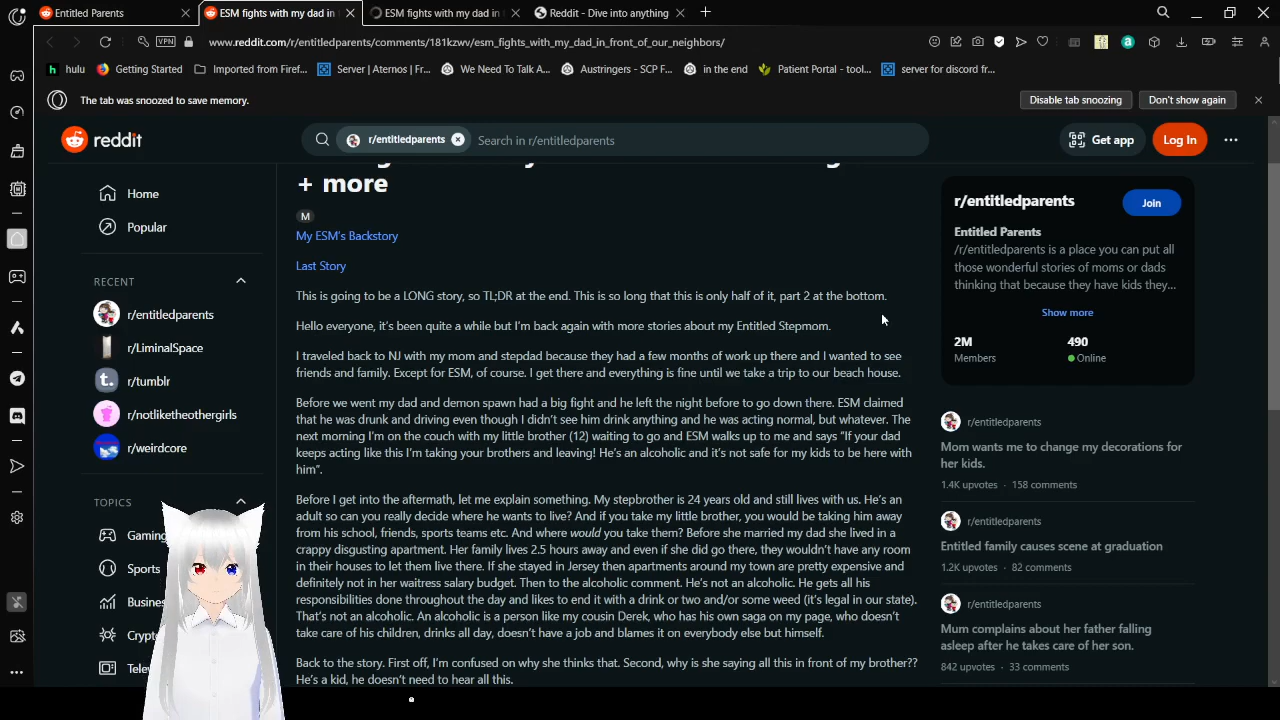 Entitled Parents
ESM fights with my dad in
ESM fights with my dad in
Reddit - Dive into anything
VPN
www.reddit.com/r/entitledparents/comments/181kzwv/esm_fights_with_my_dad_in_front_of_our_neighbors/
hulu
Getting Started
Imported from Firef...
Server | Aternos | Fr...
We Need To Talk A...
Austringers - SCP F...
in the end
Patient Portal - tool...
server for discord fr...
The tab was snoozed to save memory.
Disable tab snoozing
Don't show again
reddit
r/entitledparents
Search in r/entitledparents
Get app
Log In
Home
Popular
RECENT
r/entitledparents
r/LiminalSpace
r/tumblr
r/notliketheothergirls
r/weirdcore
TOPICS
Gaming
Sports
Busines
Crypt
Tele
+ more
M
My ESM's Backstory
Last Story
This is going to be a LONG story, so TL;DR at the end. This is so long that this is only half of it, part 2 at the bottom.
Hello everyone, it's been quite a while but I'm back again with more stories about my Entitled Stepmom.
I traveled back to NJ with my mom and stepdad because they had a few months of work up there and I wanted to see
friends and family. Except for ESM, of course. I get there and everything is fine until we take a trip to our beach house.
Before we went my dad and demon spawn had a big fight and he left the night before to go down there. ESM claimed
that he was drunk and driving even though I didn't see him drink anything and he was acting normal, but whatever. The
next morning I'm on the couch with my little brother (12) waiting to go and ESM walks up to me and says "If your dad
keeps acting like this I'm taking your brothers and leaving! He's an alcoholic and it's not safe for my kids to be here with
him".
Before I get into the aftermath, let me explain something. My stepbrother is 24 years old and still lives with us. He's an
adult so can you really decide where he wants to live? And if you take my little brother, you would be taking him away
from his school, friends, sports teams etc. And where would you take them? Before she married my dad she lived in a
crappy disgusting apartment. Her family lives 2.5 hours away and even if she did go there, they wouldn't have any room
in their houses to let them live there. If she stayed in Jersey then apartments around my town are pretty expensive and
definitely not in her waitress salary budget. Then to the alcoholic comment. He's not an alcoholic. He gets all his
responsibilities done throughout the day and likes to end it with a drink or two and/or some weed (it's legal in our state).
That's not an alcoholic. An alcoholic is a person like my cousin Derek, who has his own saga on my page, who doesn't
take care of his children, drinks all day, doesn't have a job and blames it on everybody else but himself.
Back to the story. First off, I'm confused on why she thinks that. Second, why is she saying all this in front of my brother??
He's a kid, he doesn't need to hear all this.
r/entitledparents
Join
Entitled Parents
/r/entitledparents is a place you can put all
those wonderful stories of moms or dads
thinking that because they have kids they...
Show more
2M
490
Members
Online
r/entitledparents
Mom wants me to change my decorations for
her kids.
1.4K upvotes · 158 comments
r/entitledparents
Entitled family causes scene at graduation
1.2K upvotes · 82 comments
r/entitledparents
Mum complains about her father falling
asleep after he takes care of her son.
842 upvotes · 33 comments